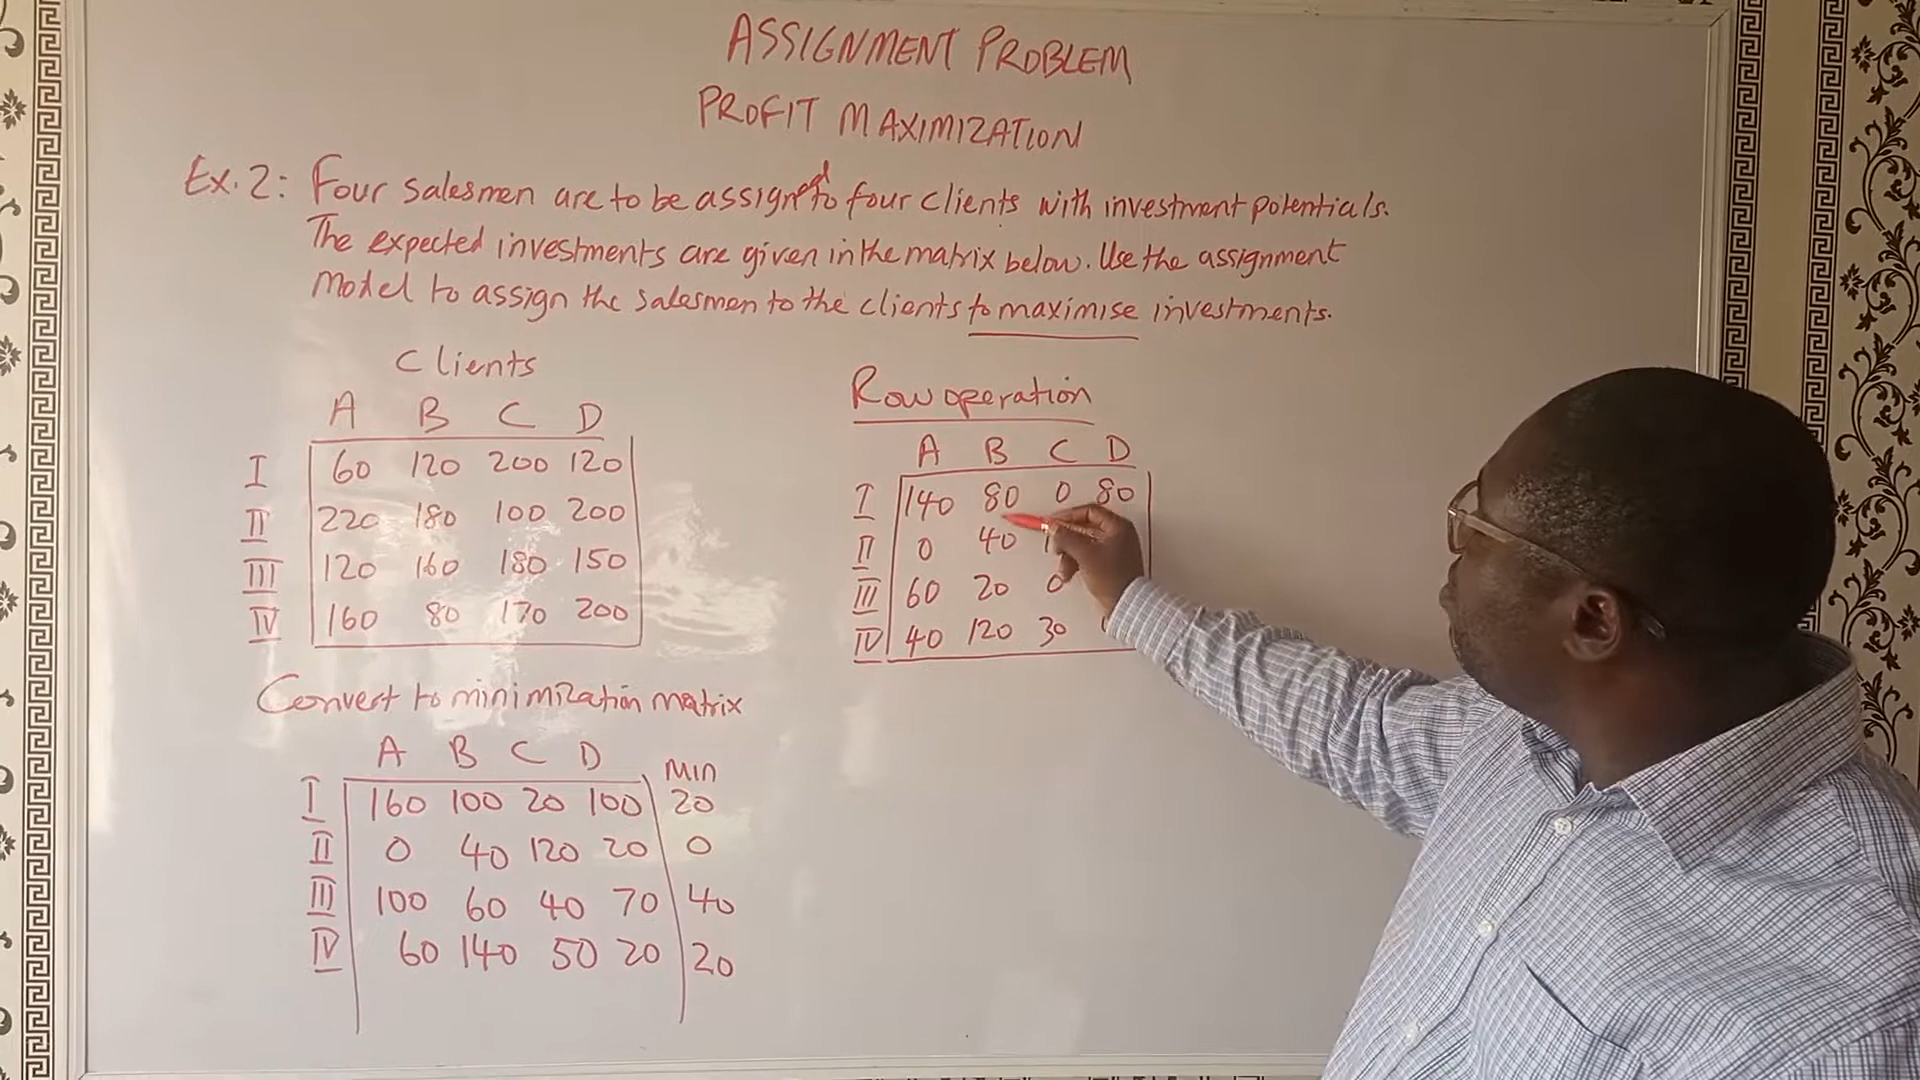 ASSIGNMENT PROBLEM
PROFIT MAXIMIZATION
Ex. 2: Four salesmen are to be assigned to four clients with investment potentials.
The expected investments are given in the matrix below. Use the assignment
model to assign the salesmen to the clients to maximise investments.
Clients
A B C D
I 60 120 200 120
II 220 180 100 200
III 120 160 180 150
IV 160 80 170 200
Convert to minimization matrix
A B C D MIN
I 160 100 20 100 20
II 0 40 120 20 0
III 100 60 40 70 40
IV 60 140 50 20 20
Row operation
A B C D
I 140 80 0 80
II 0 40
III 60 20 0
IV 40 120 30